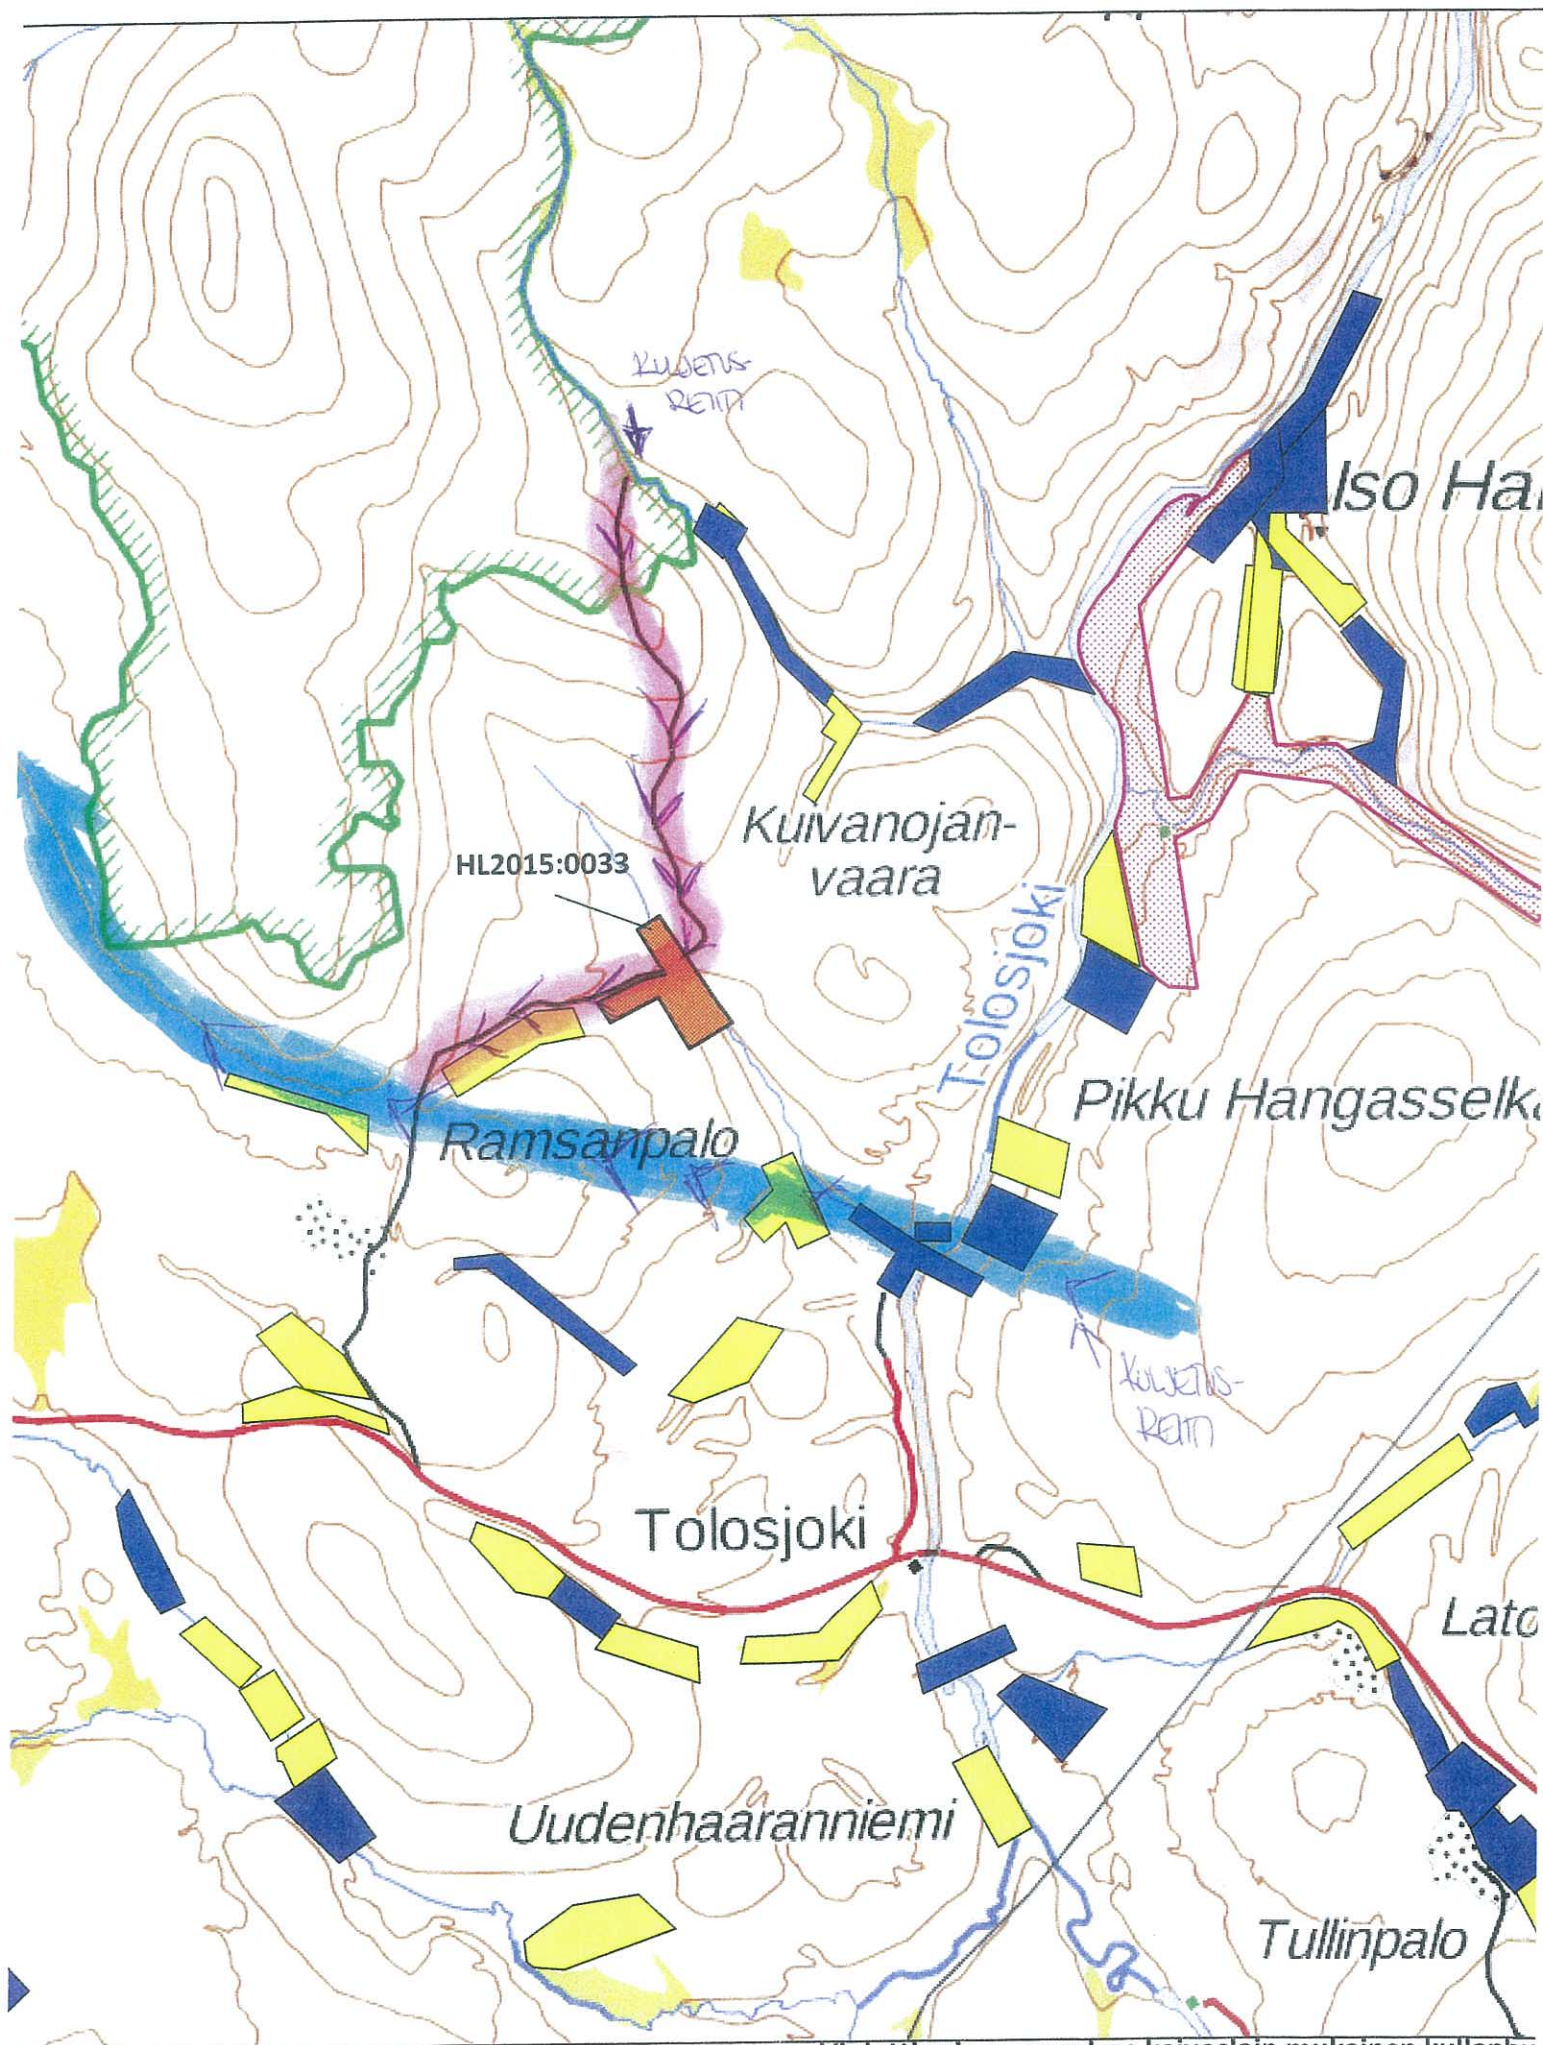 KULJETUS-
REITTI
Iso Ha
Kuivanojan-
vaara
HL2015:0033
Tolosjoki
Pikku Hangasselkä
Ramsanpalo
KULJETUS-
REITTI
Tolosjoki
Lato
Uudenhaaranniemi
Tullinpalo